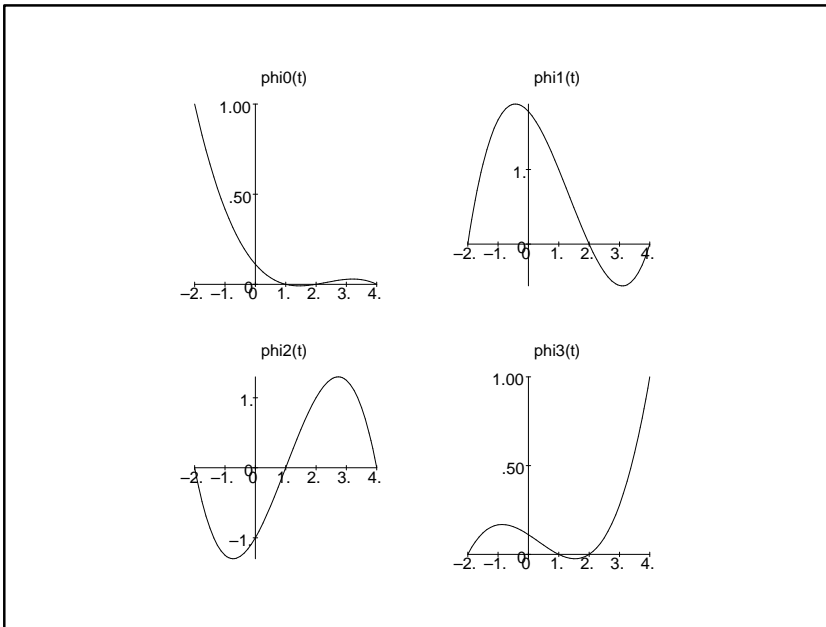 phi0(t)
1.00
.50
0
–2. –1. 0 1. 2. 3. 4.
phi1(t)
1.
0
–2. –1. 0 1. 2. 3. 4.
phi2(t)
1.
0
–2. –1. 0 1. 2. 3. 4.
–1.
phi3(t)
1.00
.50
0
–2. –1. 0 1. 2. 3. 4.